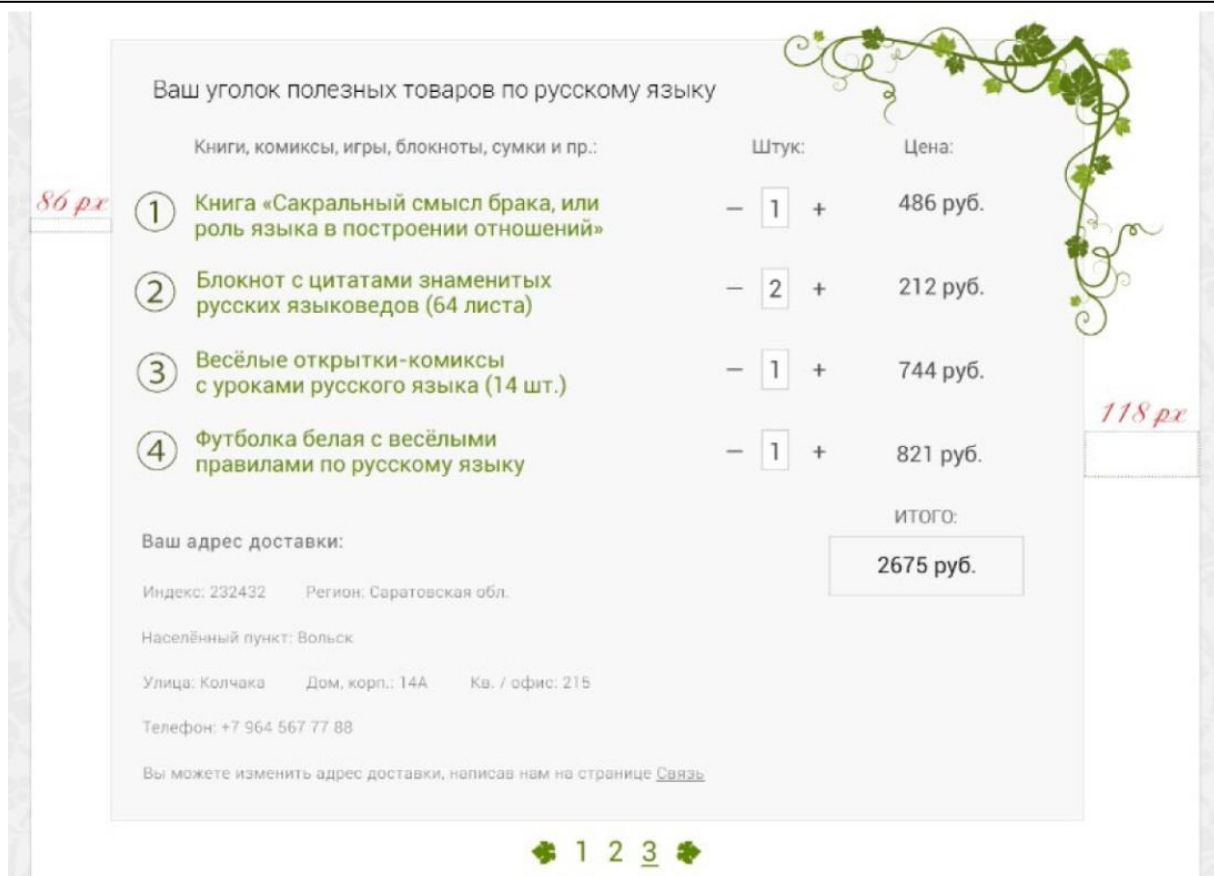 Ваш уголок полезных товаров по русскому языку
Книги, комиксы, игры, блокноты, сумки и пр.: Штук: Цена:
86 px
1 Книга «Сакральный смысл брака, или
роль языка в построении отношений» — 1 + 486 руб.
2 Блокнот с цитатами знаменитых
русских языковедов (64 листа) — 2 + 212 руб.
3 Весёлые открытки-комиксы
с уроками русского языка (14 шт.) — 1 + 744 руб.
118 px
4 Футболка белая с весёлыми
правилами по русскому языку — 1 + 821 руб.
ИТОГО:
2675 руб.
Ваш адрес доставки:
Индекс: 232432 Регион: Саратовская обл.
Населённый пункт: Вольск
Улица: Колчака Дом, корп.: 14А Кв. / офис: 215
Телефон: +7 964 567 77 88
Вы можете изменить адрес доставки, написав нам на странице Связь
1 2 3